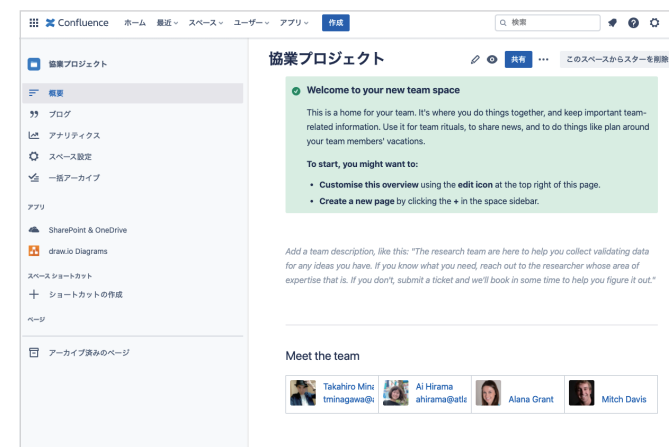 Confluence ホーム 最近 スペース ユーザー アプリ 作成 検索
協業プロジェクト
概要
ブログ
アナリティクス
スペース設定
一括アーカイブ
アプリ
SharePoint & OneDrive
draw.io Diagrams
スペース ショートカット
ショートカットの作成
ページ
アーカイブ済みのページ
協業プロジェクト 共有 このスペースからスターを削除
Welcome to your new team space
This is a home for your team. It's where you do things together, and keep important team-
related information. Use it for team rituals, to share news, and to do things like plan around
your team members' vacations.
To start, you might want to:
• Customise this overview using the edit icon at the top right of this page.
• Create a new page by clicking the + in the space sidebar.
Add a team description, like this: "The research team are here to help you collect validating data
for any ideas you have. If you know what you need, reach out to the researcher whose area of
expertise that is. If you don't, submit a ticket and we'll book in some time to help you figure it out."
Meet the team
Takahiro Mina
tminagawa@
Ai Hirama
ahirama@atla
Alana Grant
Mitch Davis